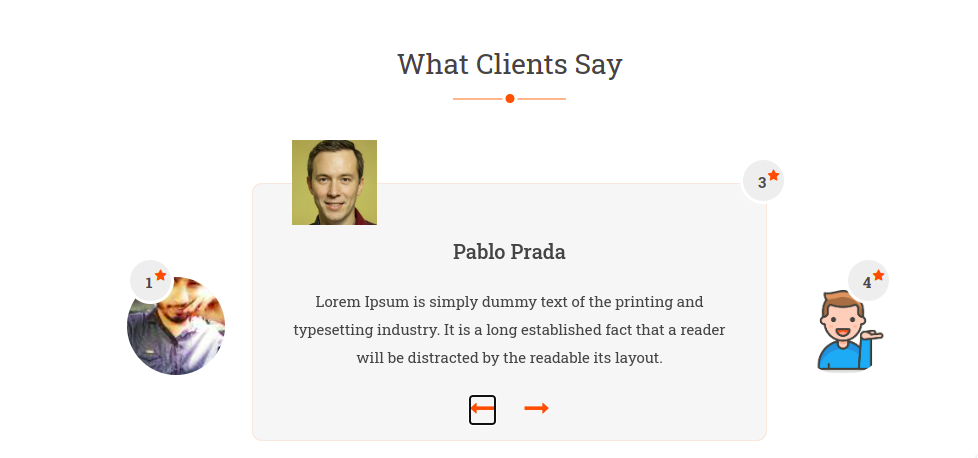 What Clients Say
3
Pablo Prada
1
4
Lorem Ipsum is simply dummy text of the printing and
typesetting industry. It is a long established fact that a reader
will be distracted by the readable its layout.